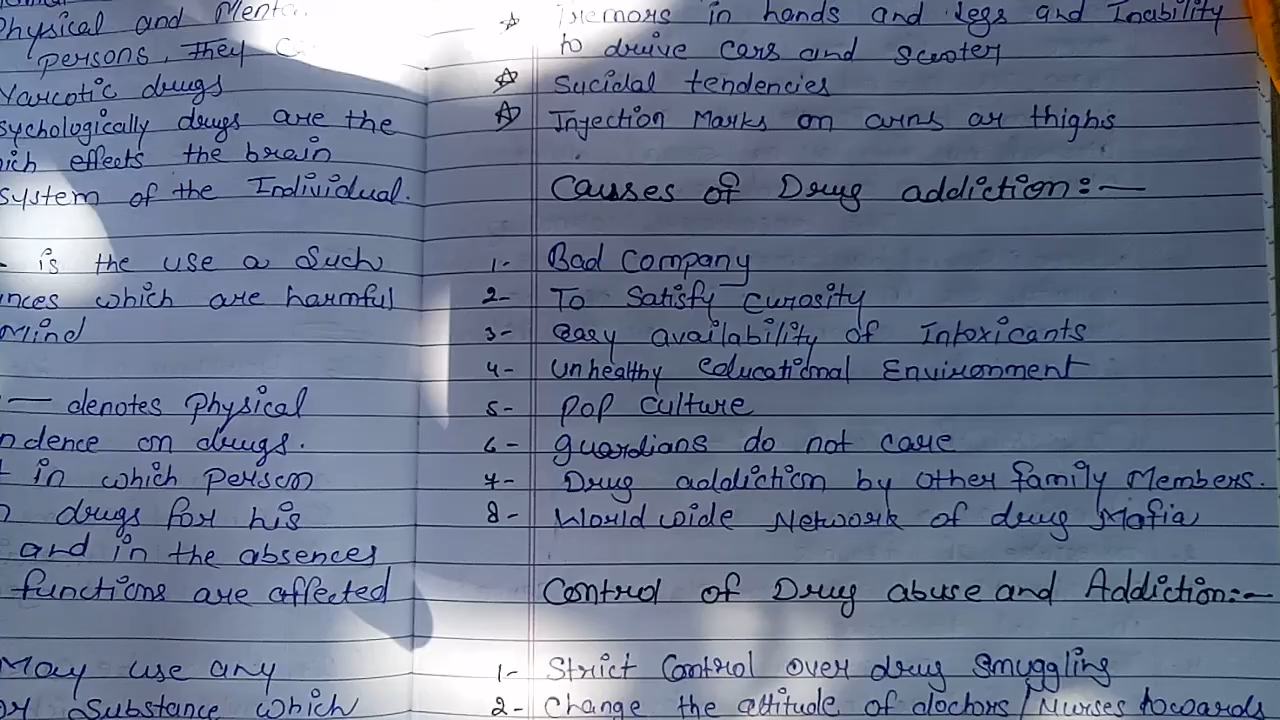 Physical and
persons, they
Narcotic drugs
sychologically drugs are the
ich effects the brain
system of the Individual.
- is the use a Such
nces which are harmful
Mind
— denotes Physical
ndence on drugs.
t in which Person
drugs for his
and in the absences
functions are affected
May use any
or Substance which
☆ Tremors in hands and legs and Inability
to druive cars and scooter
☆ Sucidal tendencies
☆ Injection Marks on arns ar thighs
Causes of Drug addiction:—
1- Bad Company
2- To Satisfy curosity
3- easy availability of Intoxicants
4- unhealthy educational Environment
5- pop culture
6- guardians do not care
7- Drug addiction by other family Members.
8- World wide Network of drug Mafia
Control of Drug abuse and Addiction:—
1- Strict Control over drug smuggling
2- Change the attitude of doctors/Nurses towards